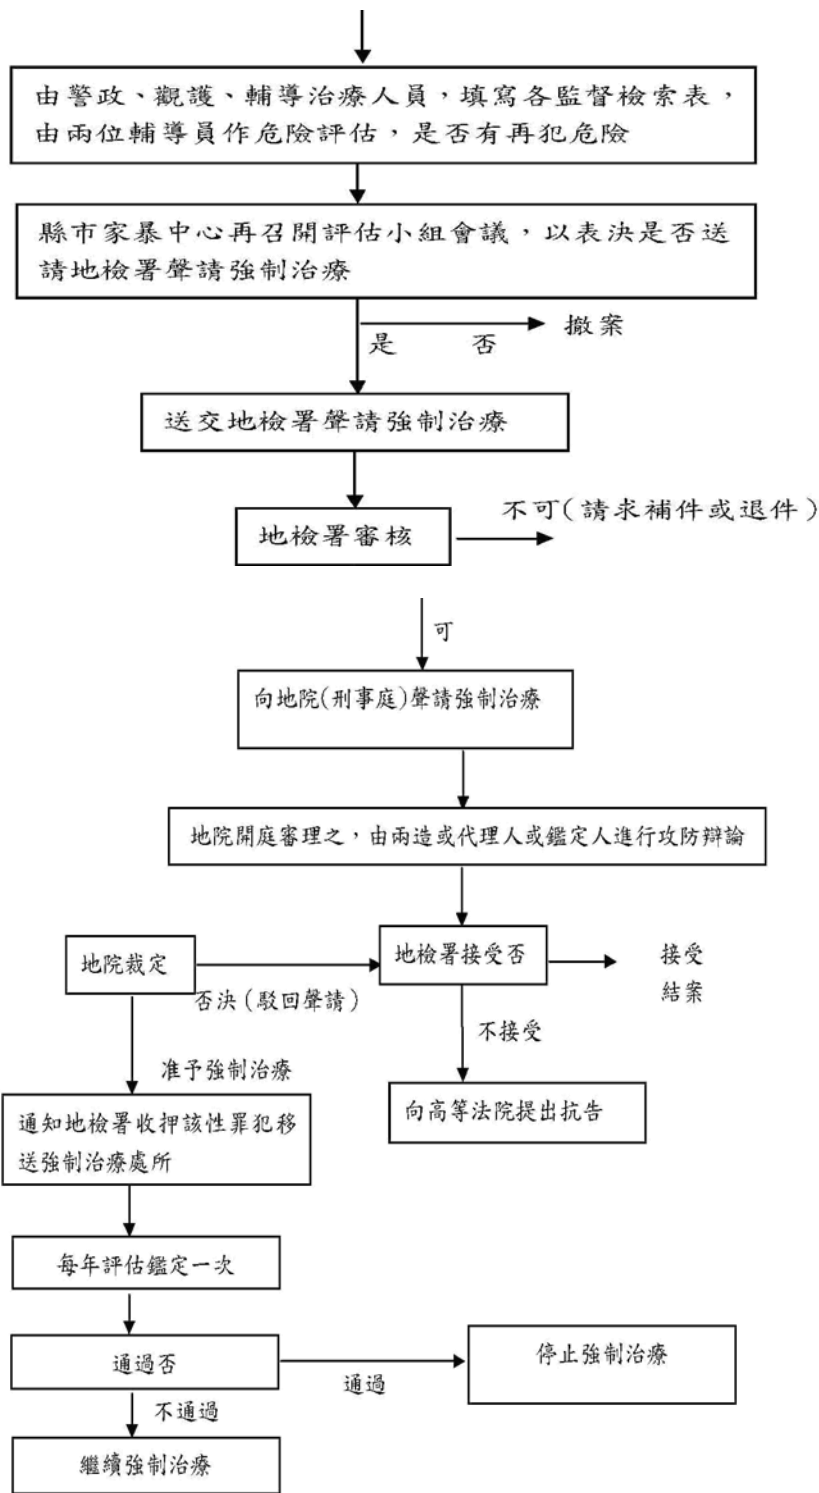 由警政、觀護、輔導治療人員，填寫各監督檢索表，
由兩位輔導員作危險評估，是否有再犯危險
縣市家暴中心再召開評估小組會議，以表決是否送
請地檢署聲請強制治療
撤案
是
否
送交地檢署聲請強制治療
不可(請求補件或退件)
地檢署審核
可
向地院(刑事庭)聲請強制治療
地院開庭審理之，由兩造或代理人或鑑定人進行攻防辯論
地院裁定
否決(駁回聲請)
地檢署接受否
接受
結案
不接受
向高等法院提出抗告
准予強制治療
通知地檢署收押該性罪犯移
送強制治療處所
每年評估鑑定一次
通過否
通過
停止強制治療
不通過
繼續強制治療